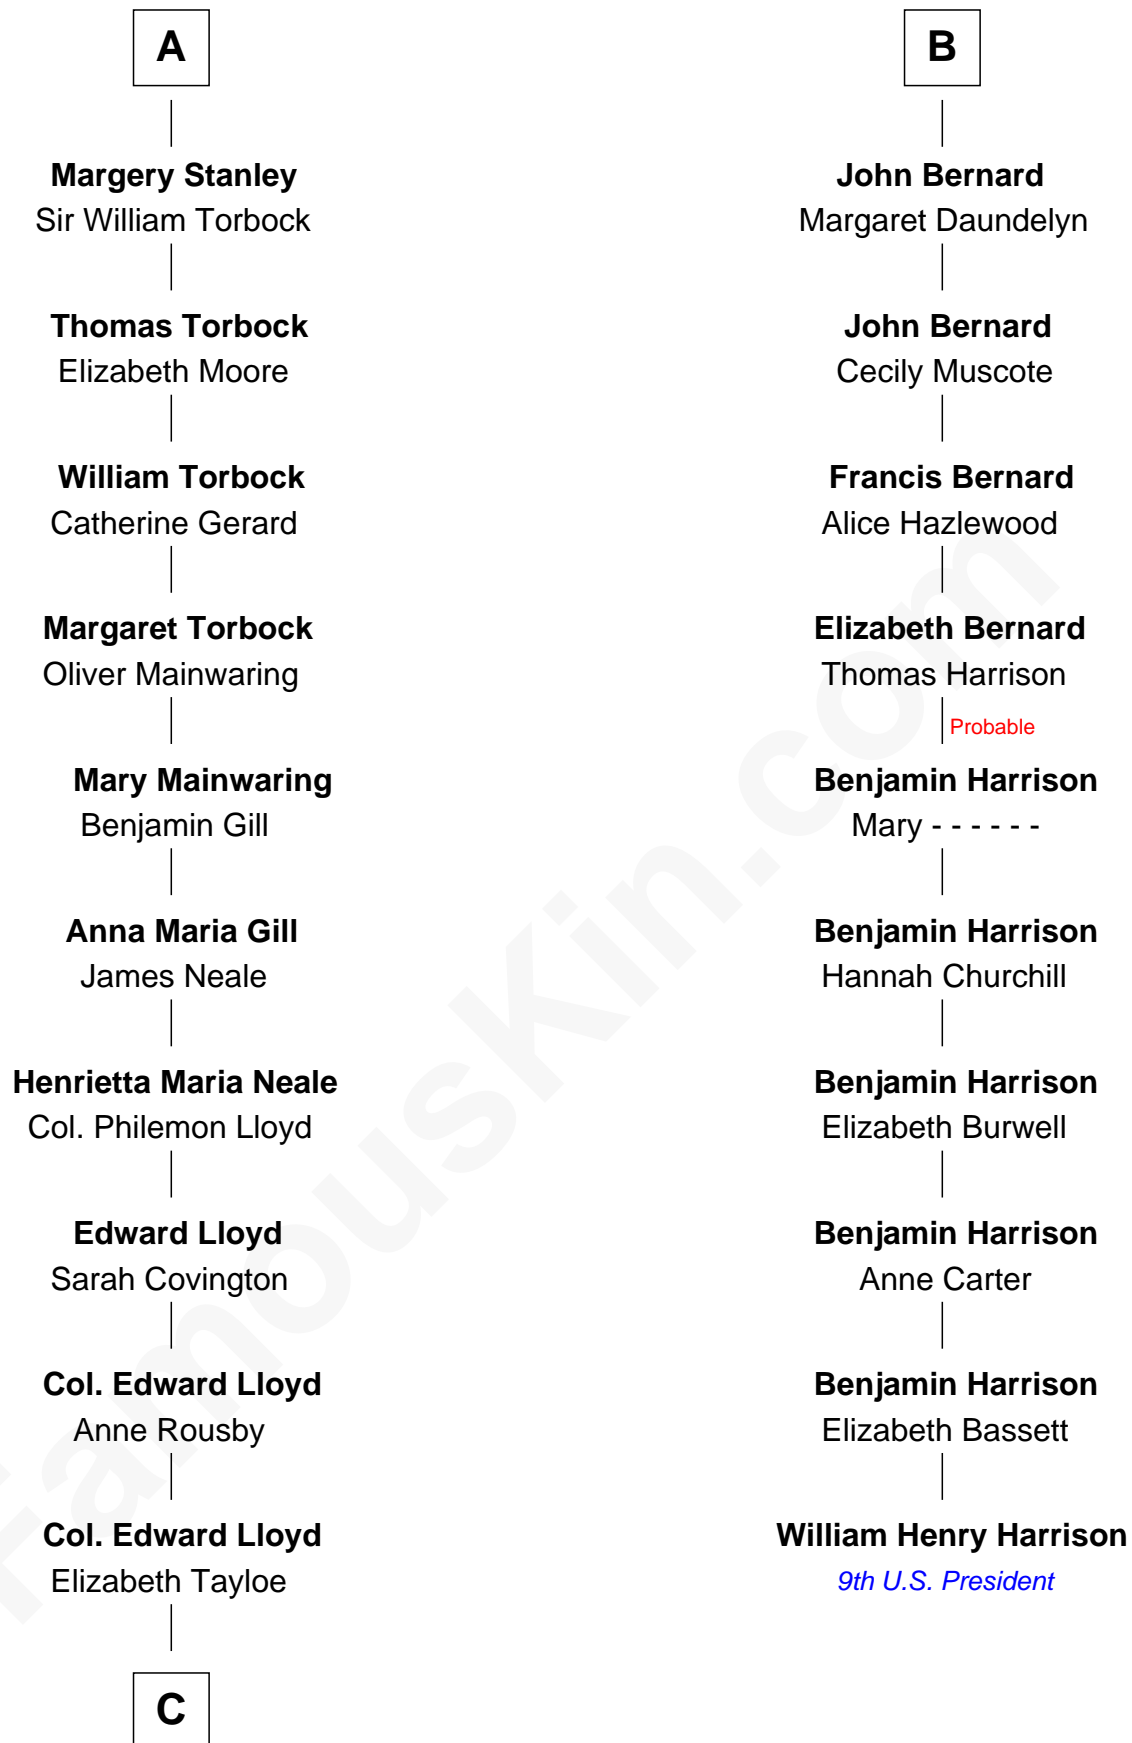 A
Margery Stanley
Sir William Torbock
Thomas Torbock
Elizabeth Moore
William Torbock
Catherine Gerard
Margaret Torbock
Oliver Mainwaring
Mary Mainwaring
Benjamin Gill
Anna Maria Gill
James Neale
Henrietta Maria Neale
Col. Philemon Lloyd
Edward Lloyd
Sarah Covington
Col. Edward Lloyd
Anne Rousby
Col. Edward Lloyd
Elizabeth Tayloe
C
B
John Bernard
Margaret Daundelyn
John Bernard
Cecily Muscote
Francis Bernard
Alice Hazlewood
Elizabeth Bernard
Thomas Harrison
Probable
Benjamin Harrison
Mary - - - - - -
Benjamin Harrison
Hannah Churchill
Benjamin Harrison
Elizabeth Burwell
Benjamin Harrison
Anne Carter
Benjamin Harrison
Elizabeth Bassett
William Henry Harrison
9th U.S. President
FamousKin.com